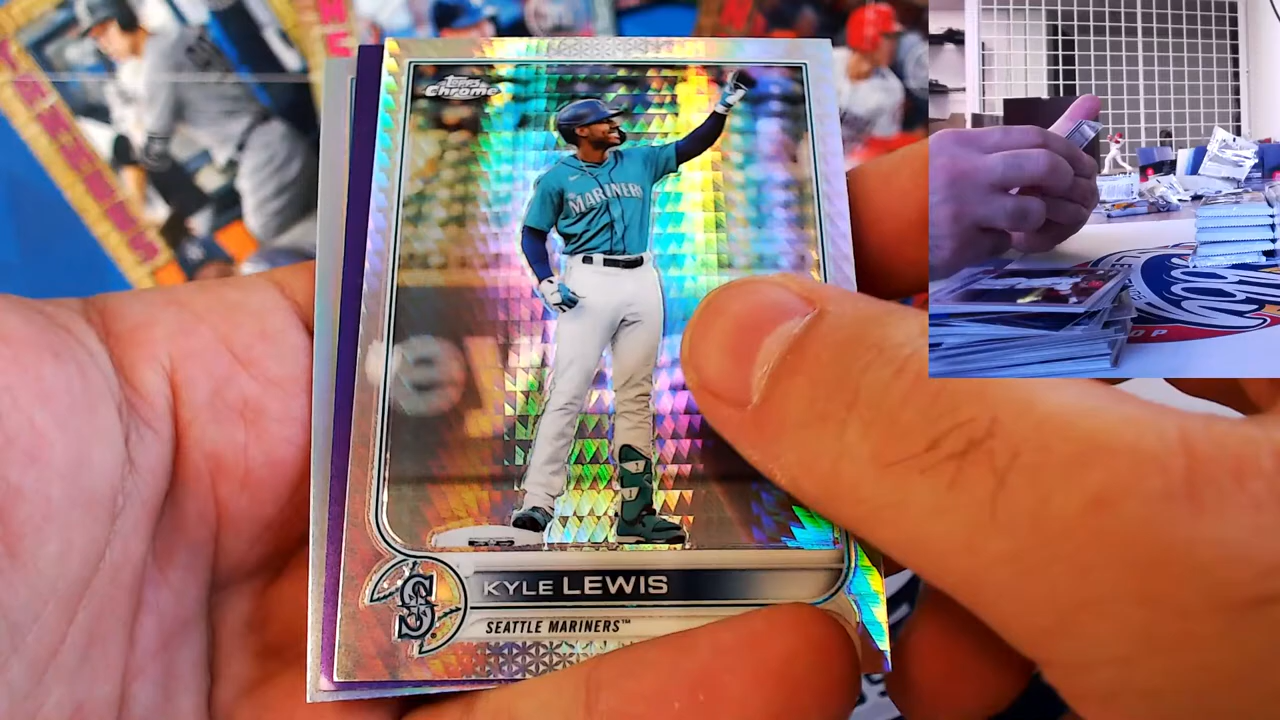 Topps
Chrome
MARINERS
S
KYLE LEWIS
SEATTLE MARINERS™